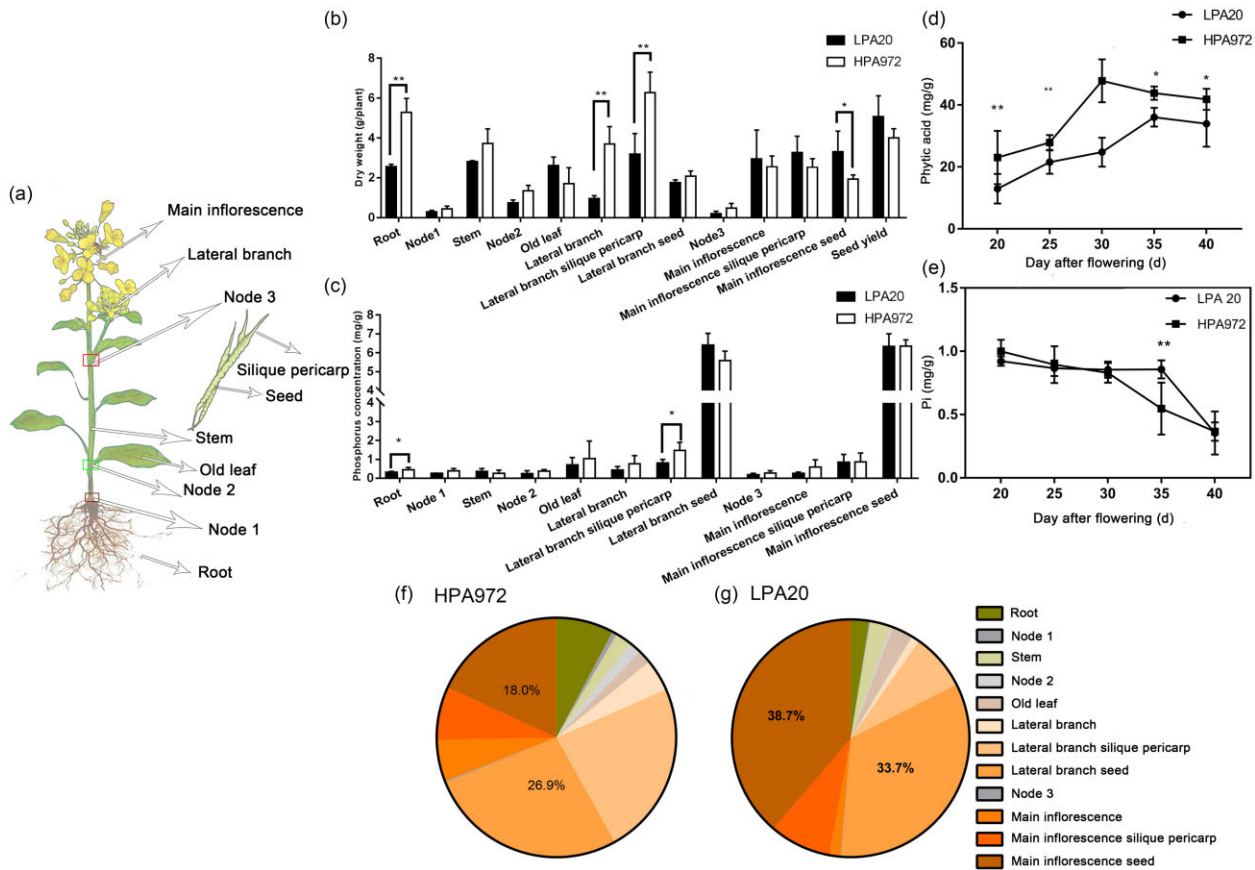 (a)
Main inflorescence
Lateral branch
Node 3
Silique pericarp
Seed
Stem
Old leaf
Node 2
Node 1
Root
(b)
LPA20
HPA972
Dry weight (g/plant)
8
6
4
2
0
**
**
**
*
Root
Node1
Stem
Node2
Old leaf
Lateral branch
Lateral branch silique pericarp
Lateral branch seed
Node3
Main inflorescence
Main inflorescence silique pericarp
Main inflorescence seed
Seed yield
(c)
LPA20
HPA972
Phosphorus concentration (mg/g)
8
7
6
5
4
4
3
2
1
0
*
*
Root
Node 1
Stem
Node 2
Old leaf
Lateral branch
Lateral branch silique pericarp
Lateral branch seed
Node 3
Main inflorescence
Main inflorescence silique pericarp
Main inflorescence seed
(d)
LPA20
HPA972
Phytic acid (mg/g)
60
40
20
0
**
**
*
*
20 25 30 35 40
Day after flowering (d)
(e)
LPA 20
HPA972
Pi (mg/g)
1.5
1.0
0.5
0.0
**
20 25 30 35 40
Day after flowering (d)
(f) HPA972
18.0%
26.9%
(g) LPA20
38.7%
33.7%
Root
Node 1
Stem
Node 2
Old leaf
Lateral branch
Lateral branch silique pericarp
Lateral branch seed
Node 3
Main inflorescence
Main inflorescence silique pericarp
Main inflorescence seed